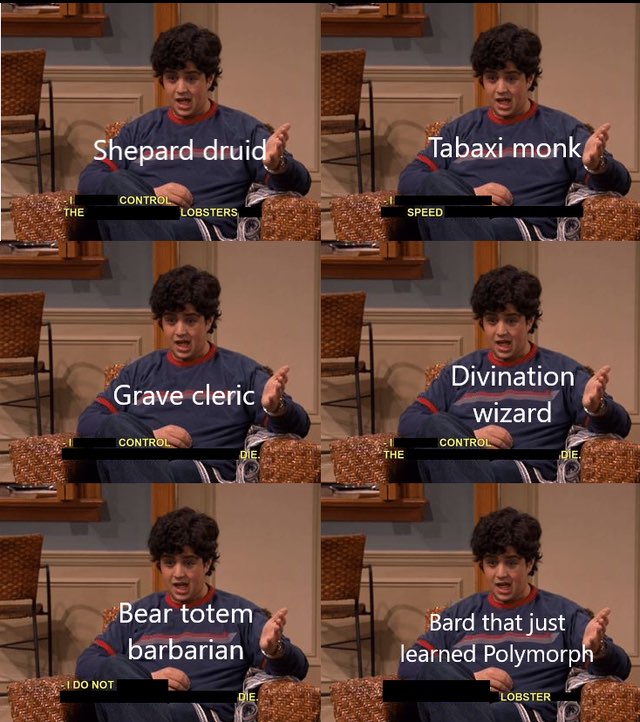 Shepard druid
- I CONTROL
THE LOBSTERS
Tabaxi monk
- I
SPEED
Grave cleric
- I CONTROL
DIE.
Divination
wizard
- I CONTROL
THE DIE.
Bear totem
barbarian
- I DO NOT
DIE.
Bard that just
learned Polymorph
LOBSTER